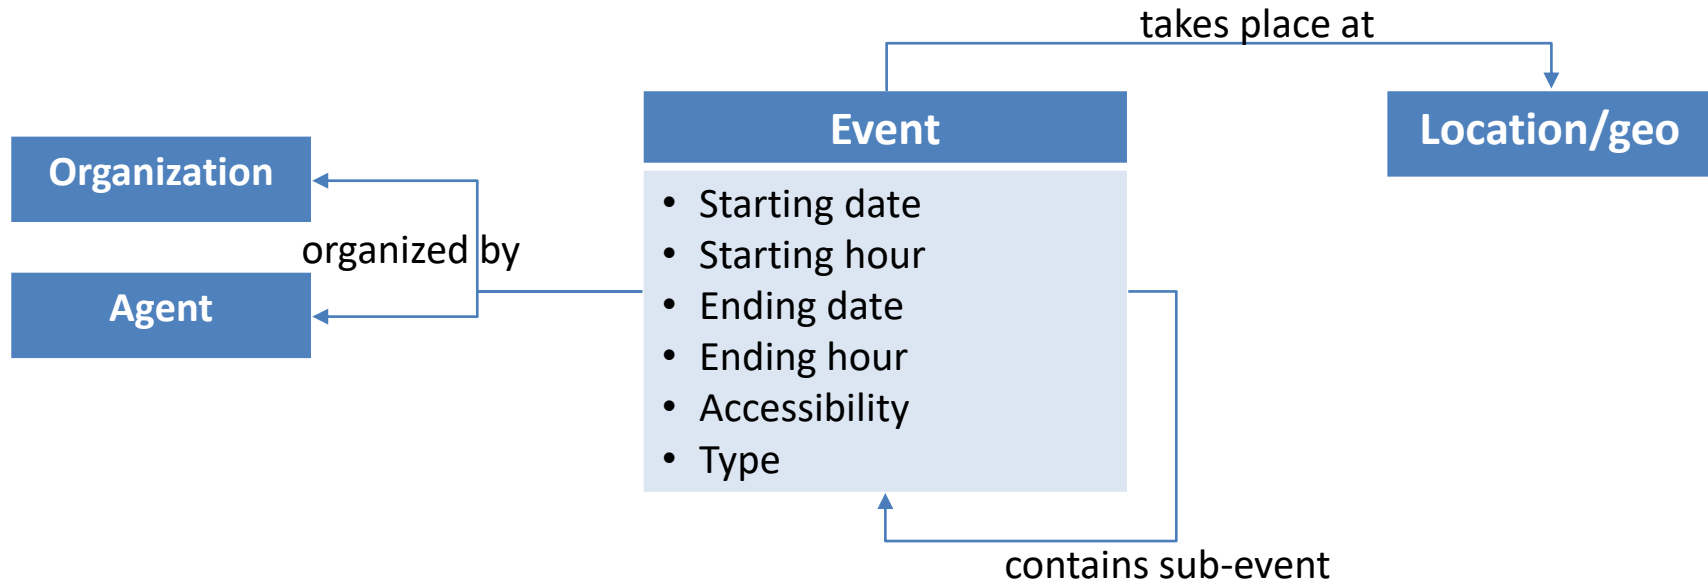 takes place at
Event
Location/geo
Organization
organized by
Agent
• Starting date
• Starting hour
• Ending date
• Ending hour
• Accessibility
• Type
contains sub-event